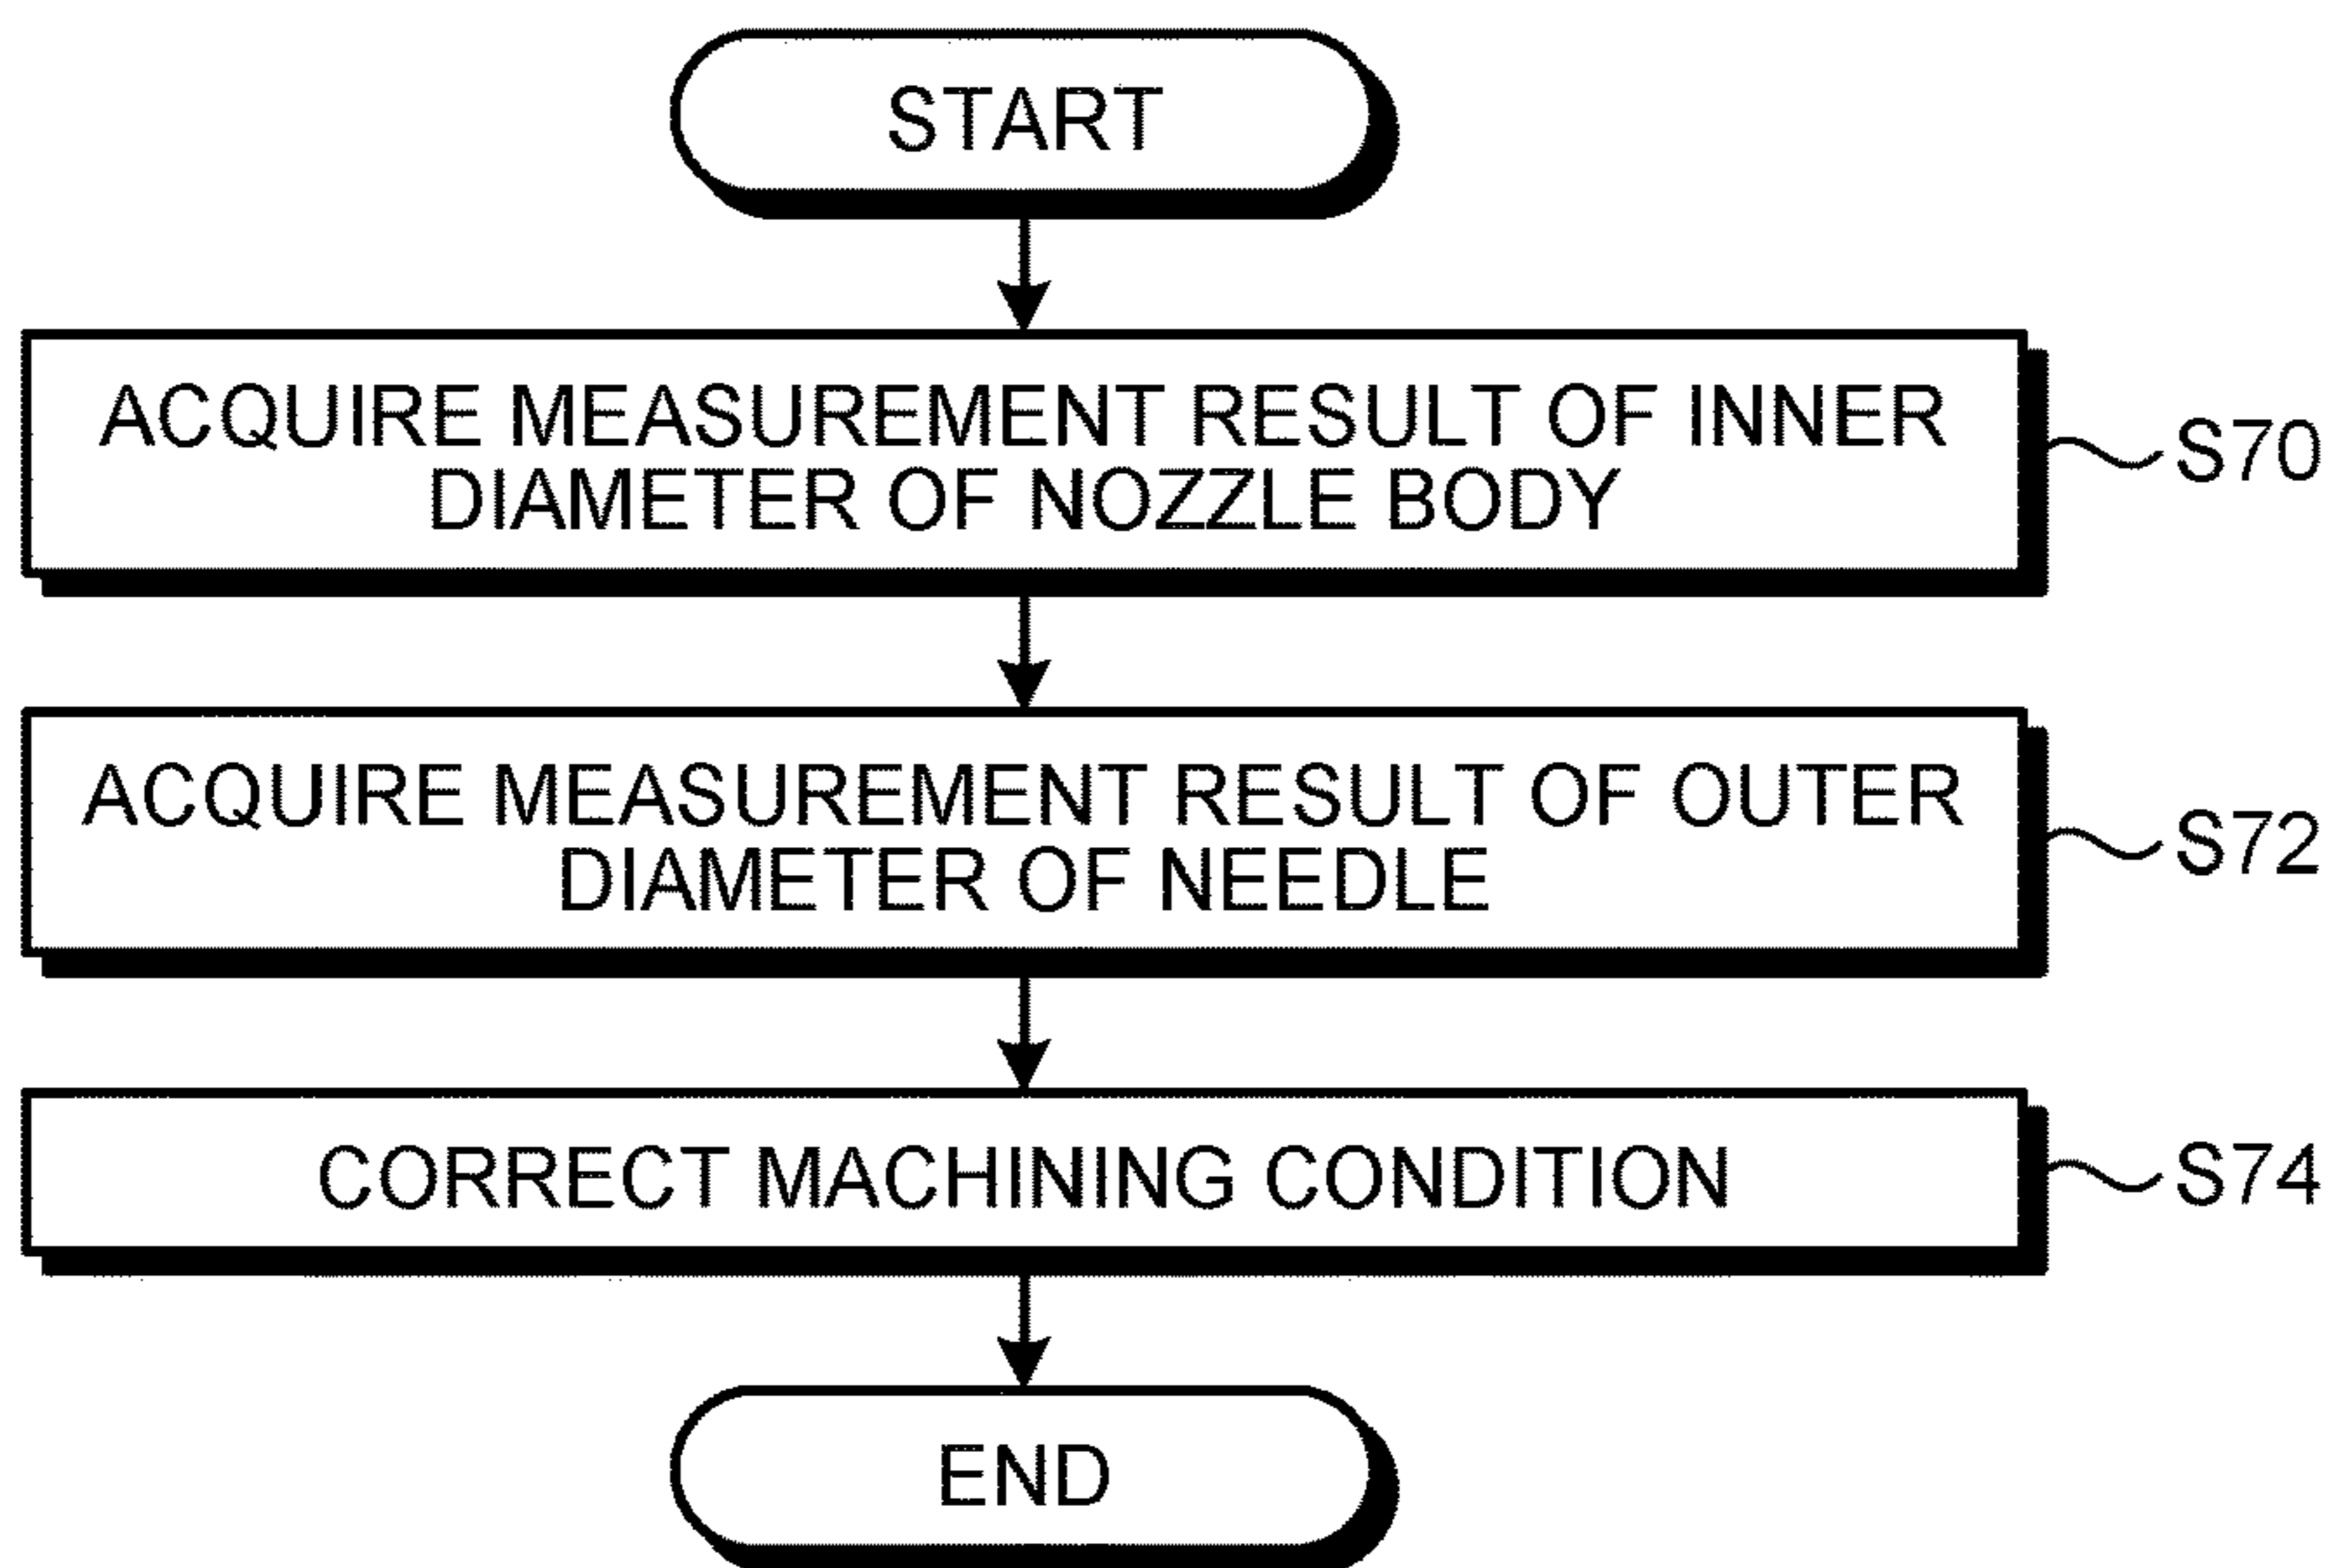 START
ACQUIRE MEASUREMENT RESULT OF INNER
DIAMETER OF NOZZLE BODY
S70
ACQUIRE MEASUREMENT RESULT OF OUTER
DIAMETER OF NEEDLE
S72
CORRECT MACHINING CONDITION
S74
END